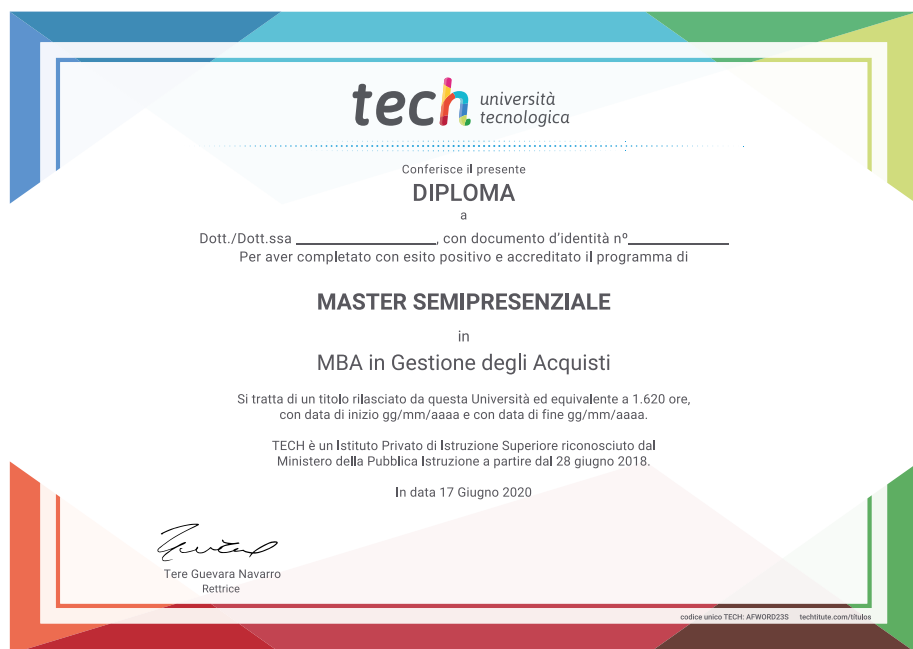 tech università
tecnologica
Conferisce il presente
DIPLOMA
a
Dott./Dott.ssa ________________, con documento d'identità nº____________
Per aver completato con esito positivo e accreditato il programma di
MASTER SEMIPRESENZIALE
in
MBA in Gestione degli Acquisti
Si tratta di un titolo rilasciato da questa Università ed equivalente a 1.620 ore,
con data di inizio gg/mm/aaaa e con data di fine gg/mm/aaaa.
TECH è un Istituto Privato di Istruzione Superiore riconosciuto dal
Ministero della Pubblica Istruzione a partire dal 28 giugno 2018.
In data 17 Giugno 2020
Tere Guevara Navarro
Rettrice
codice unico TECH: AFWORD23S techtitute.com/titulos